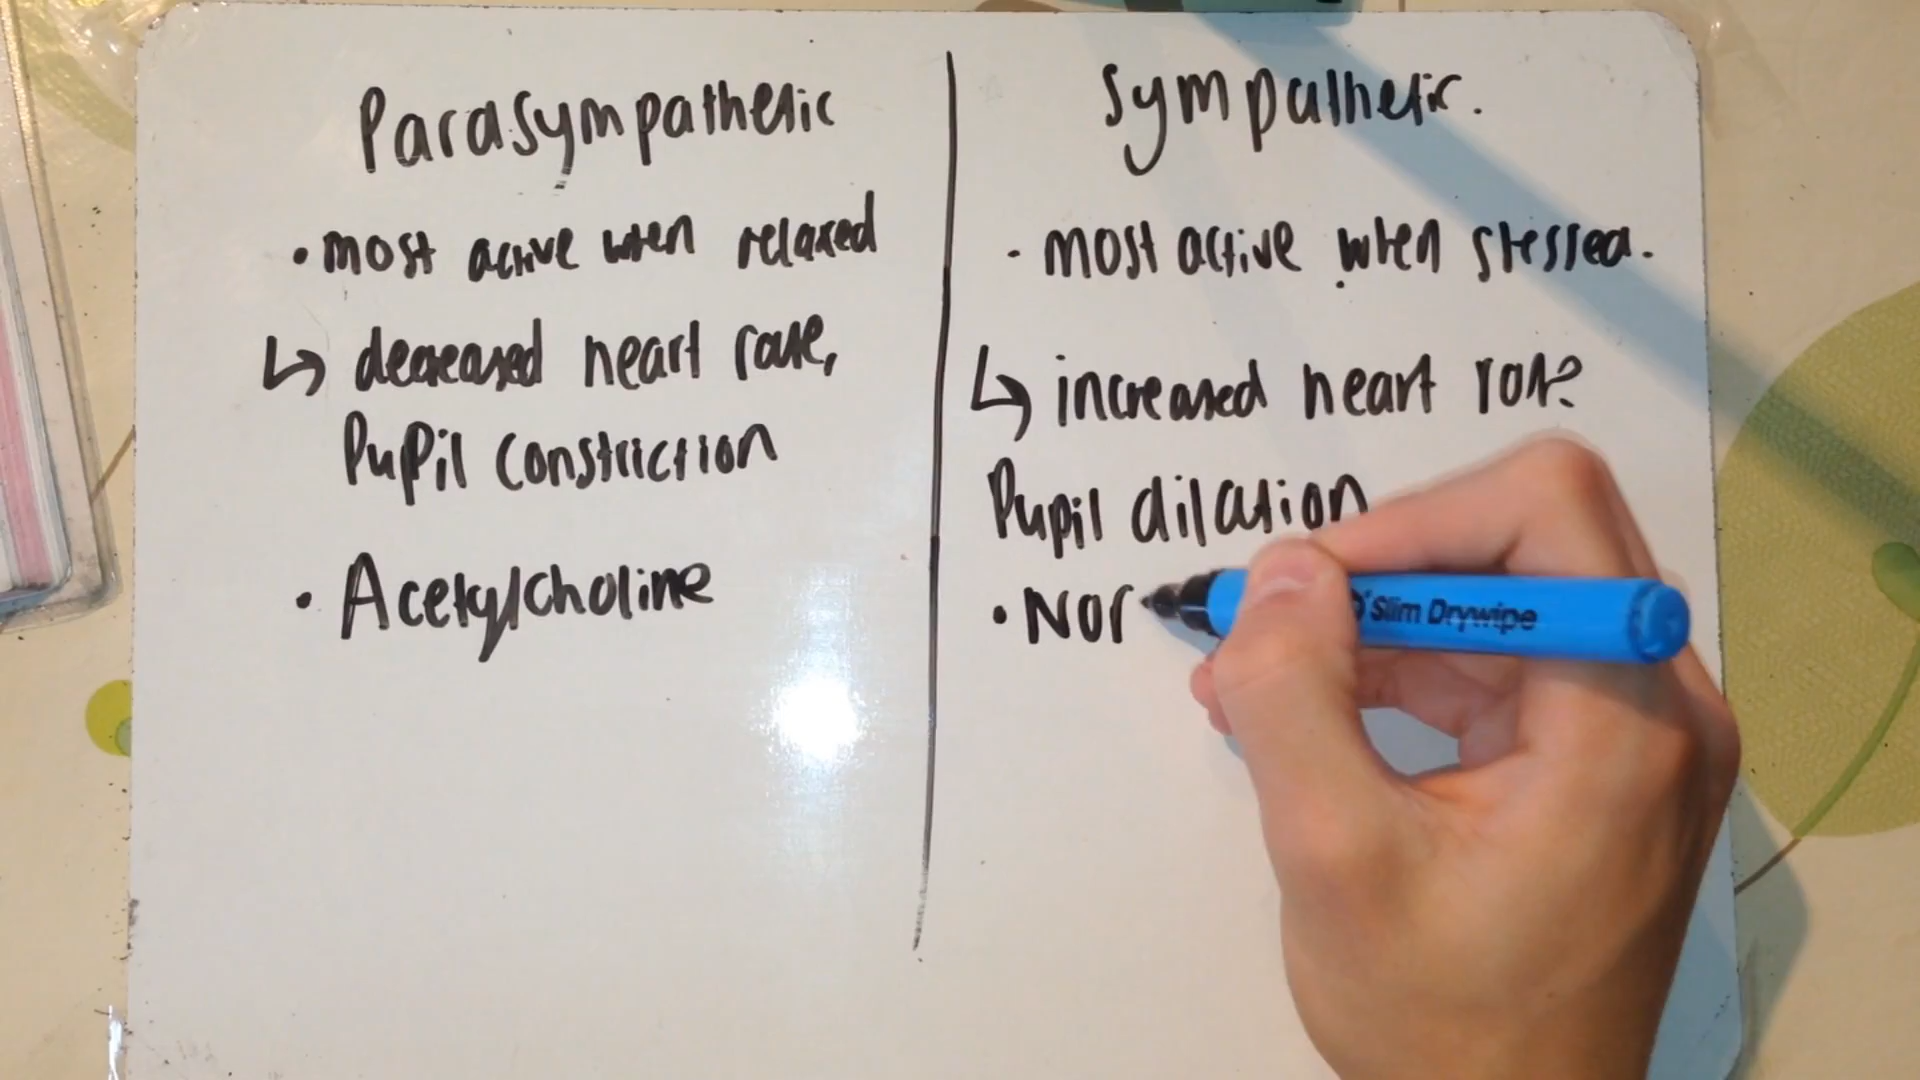 Parasympathetic
• most active when relaxed
↳ decreased heart rate,
Pupil constriction
• Acetylcholine
Sympathetic.
· most active when stessed.
↳ increased heart rate
Pupil dilation
• Nor
Slim Drywipe